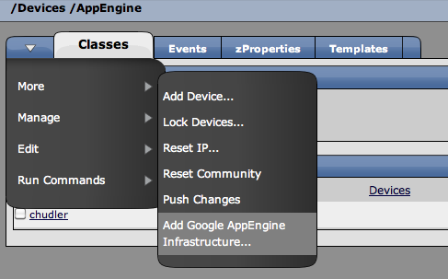 /Devices /AppEngine
Classes
Events
zProperties
Templates
More
Manage
Edit
Run Commands
Add Device...
Lock Devices...
Reset IP...
Reset Community
Push Changes
Add Google AppEngine
Infrastructure...
Devices
chudler